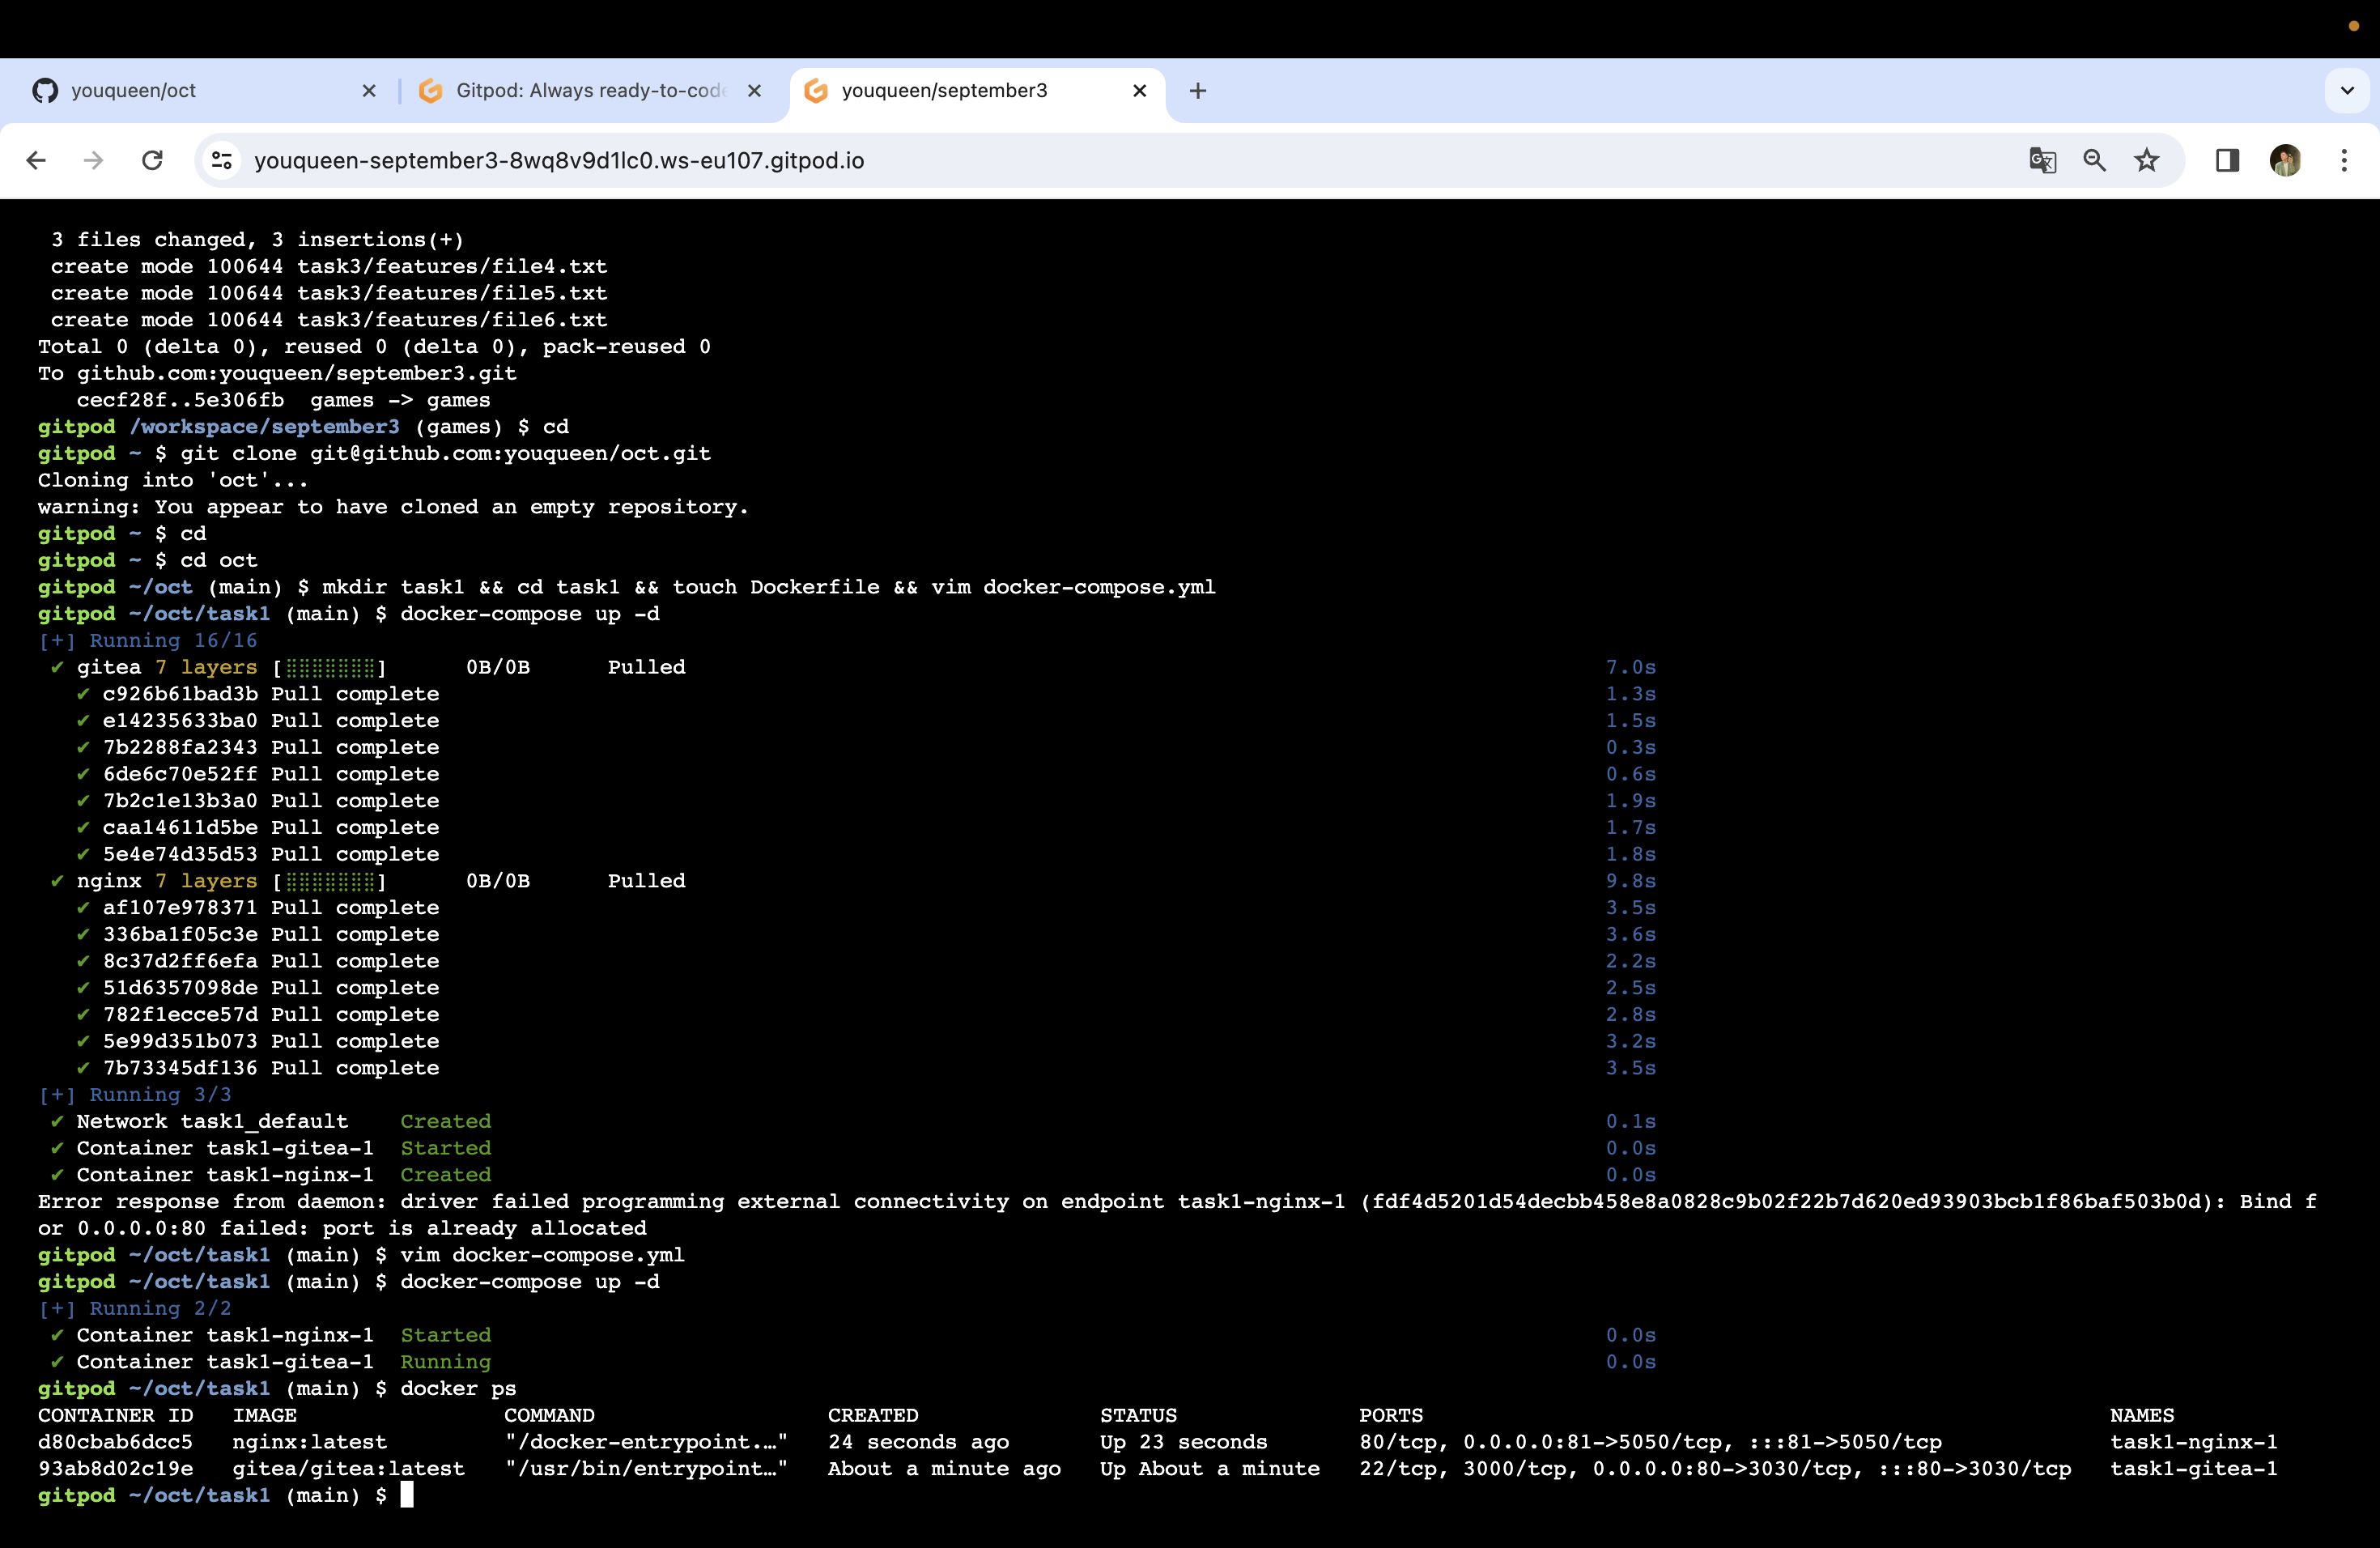 youqueen/oct
Gitpod: Always ready-to-code
youqueen/september3
youqueen-september3-8wq8v9d1lc0.ws-eu107.gitpod.io
3 files changed, 3 insertions(+)
create mode 100644 task3/features/file4.txt
create mode 100644 task3/features/file5.txt
create mode 100644 task3/features/file6.txt
Total 0 (delta 0), reused 0 (delta 0), pack-reused 0
To github.com:youqueen/september3.git
cecf28f..5e306fb  games -> games
gitpod /workspace/september3 (games) $ cd
gitpod ~ $ git clone git@github.com:youqueen/oct.git
Cloning into 'oct'...
warning: You appear to have cloned an empty repository.
gitpod ~ $ cd
gitpod ~ $ cd oct
gitpod ~/oct (main) $ mkdir task1 && cd task1 && touch Dockerfile && vim docker-compose.yml
gitpod ~/oct/task1 (main) $ docker-compose up -d
[+] Running 16/16
✔ gitea 7 layers [⣿⣿⣿⣿⣿⣿⣿]      0B/0B      Pulled 7.0s
✔ c926b61bad3b Pull complete 1.3s
✔ e14235633ba0 Pull complete 1.5s
✔ 7b2288fa2343 Pull complete 0.3s
✔ 6de6c70e52ff Pull complete 0.6s
✔ 7b2c1e13b3a0 Pull complete 1.9s
✔ caa14611d5be Pull complete 1.7s
✔ 5e4e74d35d53 Pull complete 1.8s
✔ nginx 7 layers [⣿⣿⣿⣿⣿⣿⣿]      0B/0B      Pulled 9.8s
✔ af107e978371 Pull complete 3.5s
✔ 336ba1f05c3e Pull complete 3.6s
✔ 8c37d2ff6efa Pull complete 2.2s
✔ 51d6357098de Pull complete 2.5s
✔ 782f1ecce57d Pull complete 2.8s
✔ 5e99d351b073 Pull complete 3.2s
✔ 7b73345df136 Pull complete 3.5s
[+] Running 3/3
✔ Network task1_default    Created 0.1s
✔ Container task1-gitea-1  Started 0.0s
✔ Container task1-nginx-1  Created 0.0s
Error response from daemon: driver failed programming external connectivity on endpoint task1-nginx-1 (fdf4d5201d54decbb458e8a0828c9b02f22b7d620ed93903bcb1f86baf503b0d): Bind f
or 0.0.0.0:80 failed: port is already allocated
gitpod ~/oct/task1 (main) $ vim docker-compose.yml
gitpod ~/oct/task1 (main) $ docker-compose up -d
[+] Running 2/2
✔ Container task1-nginx-1  Started 0.0s
✔ Container task1-gitea-1  Running 0.0s
gitpod ~/oct/task1 (main) $ docker ps
CONTAINER ID   IMAGE                COMMAND                  CREATED              STATUS              PORTS                                                     NAMES
d80cbab6dcc5   nginx:latest         "/docker-entrypoint.…"   24 seconds ago       Up 23 seconds       80/tcp, 0.0.0.0:81->5050/tcp, :::81->5050/tcp             task1-nginx-1
93ab8d02c19e   gitea/gitea:latest   "/usr/bin/entrypoint…"   About a minute ago   Up About a minute   22/tcp, 3000/tcp, 0.0.0.0:80->3030/tcp, :::80->3030/tcp   task1-gitea-1
gitpod ~/oct/task1 (main) $